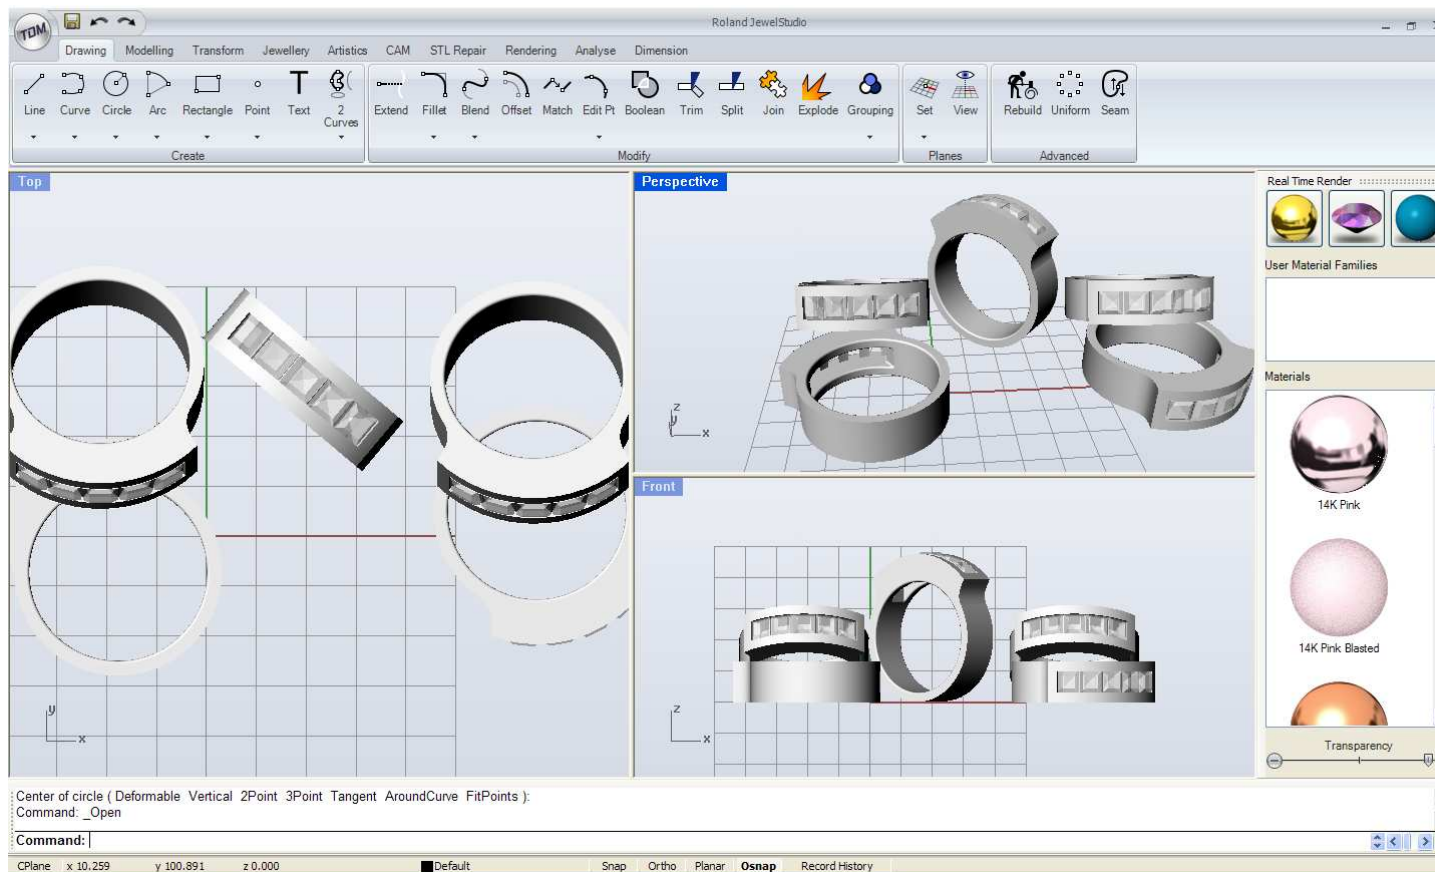 Roland JewelStudio
TDM
Drawing Modelling Transform Jewellery Artistics CAM STL Repair Rendering Analyse Dimension
Line Curve Circle Arc Rectangle Point Text 2 Curves Extend Fillet Blend Offset Match Edit Pt Boolean Trim Split Join Explode Grouping Set View Rebuild Uniform Seam
Create Modify Planes Advanced
Top
Perspective
Real Time Render
User Material Families
Materials
z
y
x
14K Pink
Front
14K Pink Blasted
y
x
z
x
Transparency
Center of circle ( Deformable Vertical 2Point 3Point Tangent AroundCurve FitPoints ):
Command: _Open
Command:
CPlane x 10.259 y 100.891 z 0.000 Default Snap Ortho Planar Osnap Record History